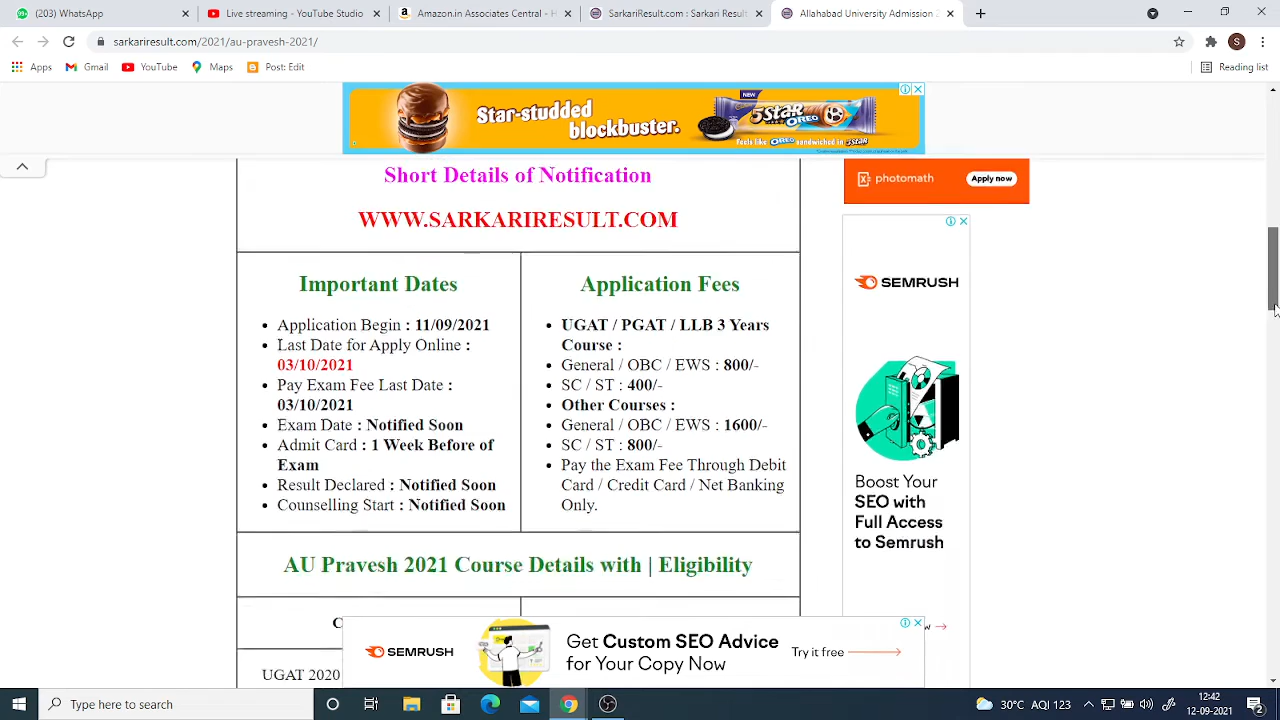 (203) WhatsApp
Live streaming - YouTube Studio
Amazon Associates Central - H
SarkariResult.com : Sarkari Result
Allahabad University Admission
sarkariresult.com/2021/au-pravesh-2021/
Apps
Gmail
YouTube
Maps
Post Edit
Reading list
Star-studded
blockbuster.
NEW
5STAR
OREO
Feels like OREO sandwiched in 5STAR
Short Details of Notification
WWW.SARKARIRESULT.COM
photomath
Apply now
Important Dates
Application Begin : 11/09/2021
Last Date for Apply Online :
03/10/2021
Pay Exam Fee Last Date :
03/10/2021
Exam Date : Notified Soon
Admit Card : 1 Week Before of
Exam
Result Declared : Notified Soon
Counselling Start : Notified Soon
Application Fees
UGAT / PGAT / LLB 3 Years
Course :
General / OBC / EWS : 800/-
SC / ST : 400/-
Other Courses :
General / OBC / EWS : 1600/-
SC / ST : 800/-
Pay the Exam Fee Through Debit
Card / Credit Card / Net Banking
Only.
SEMRUSH
Boost Your
SEO with
Full Access
to Semrush
AU Pravesh 2021 Course Details with | Eligibility
C
UGAT 2020
SEMRUSH
Get Custom SEO Advice
for Your Copy Now
Try it free
w
Type here to search
30°C AQI 123
12:42
12-09-2021